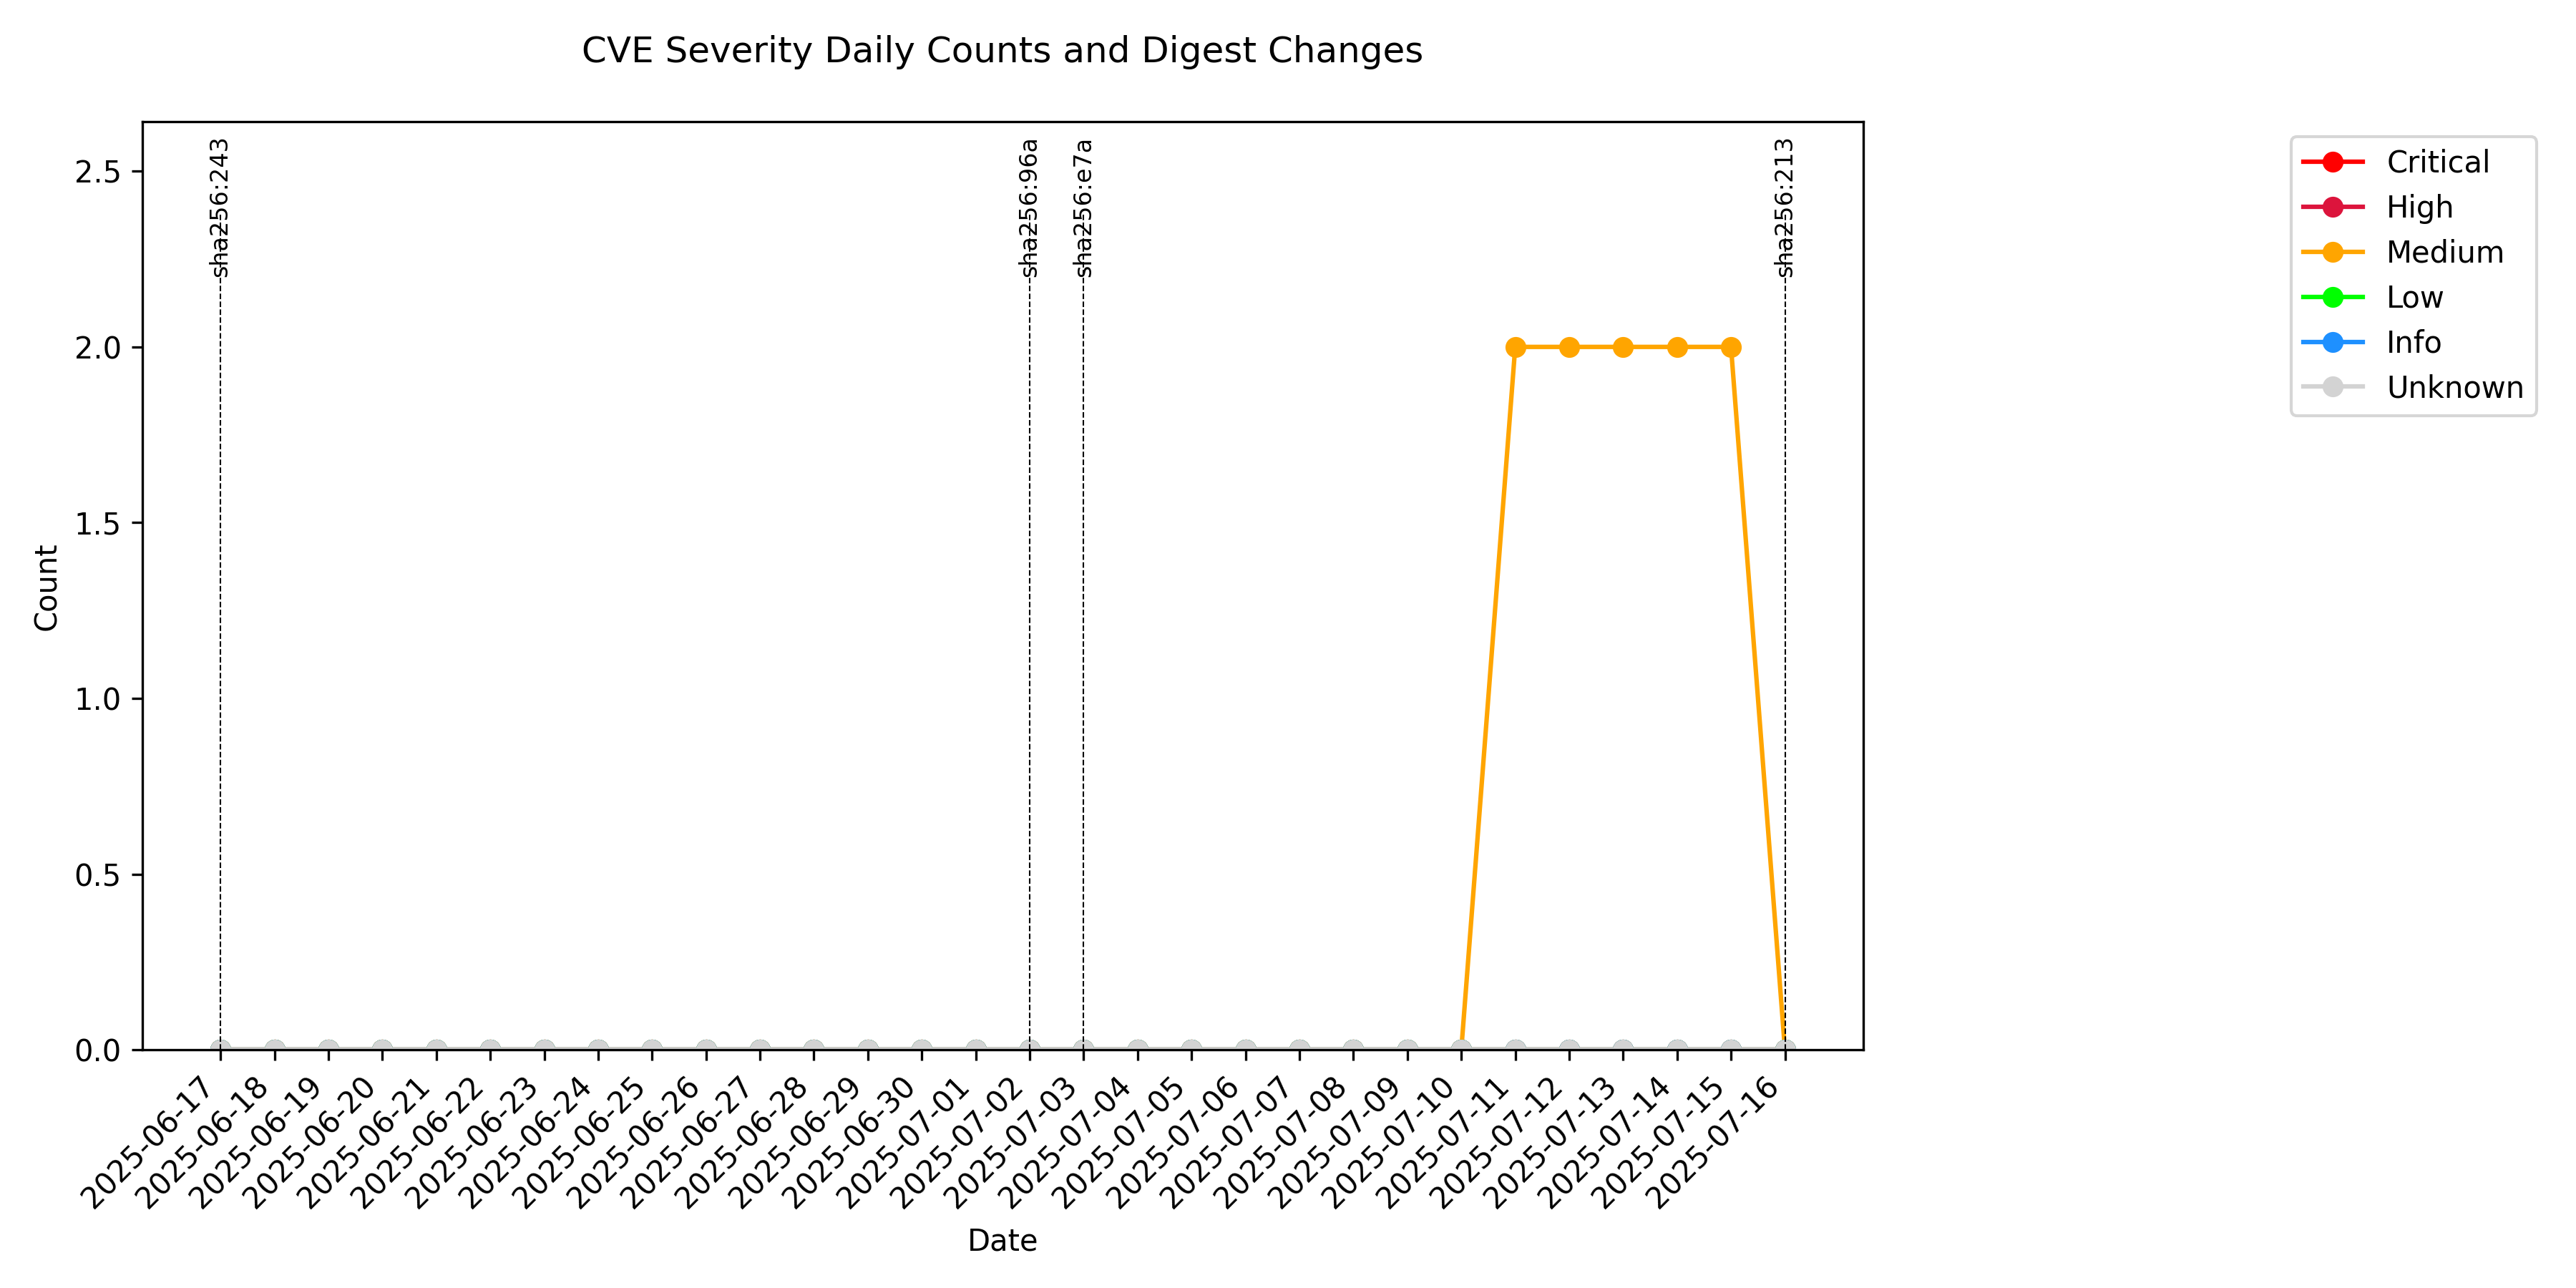 CVE Severity Daily Counts and Digest Changes
sha256:243
sha256:96a
sha256:e7a
sha256:213
Critical
High
Medium
Low
Info
Unknown
2.5
2.0
1.5
1.0
0.5
0.0
Count
2025-06-17
2025-06-18
2025-06-19
2025-06-20
2025-06-21
2025-06-22
2025-06-23
2025-06-24
2025-06-25
2025-06-26
2025-06-27
2025-06-28
2025-06-29
2025-06-30
2025-07-01
2025-07-02
2025-07-03
2025-07-04
2025-07-05
2025-07-06
2025-07-07
2025-07-08
2025-07-09
2025-07-10
2025-07-11
2025-07-12
2025-07-13
2025-07-14
2025-07-15
2025-07-16
Date